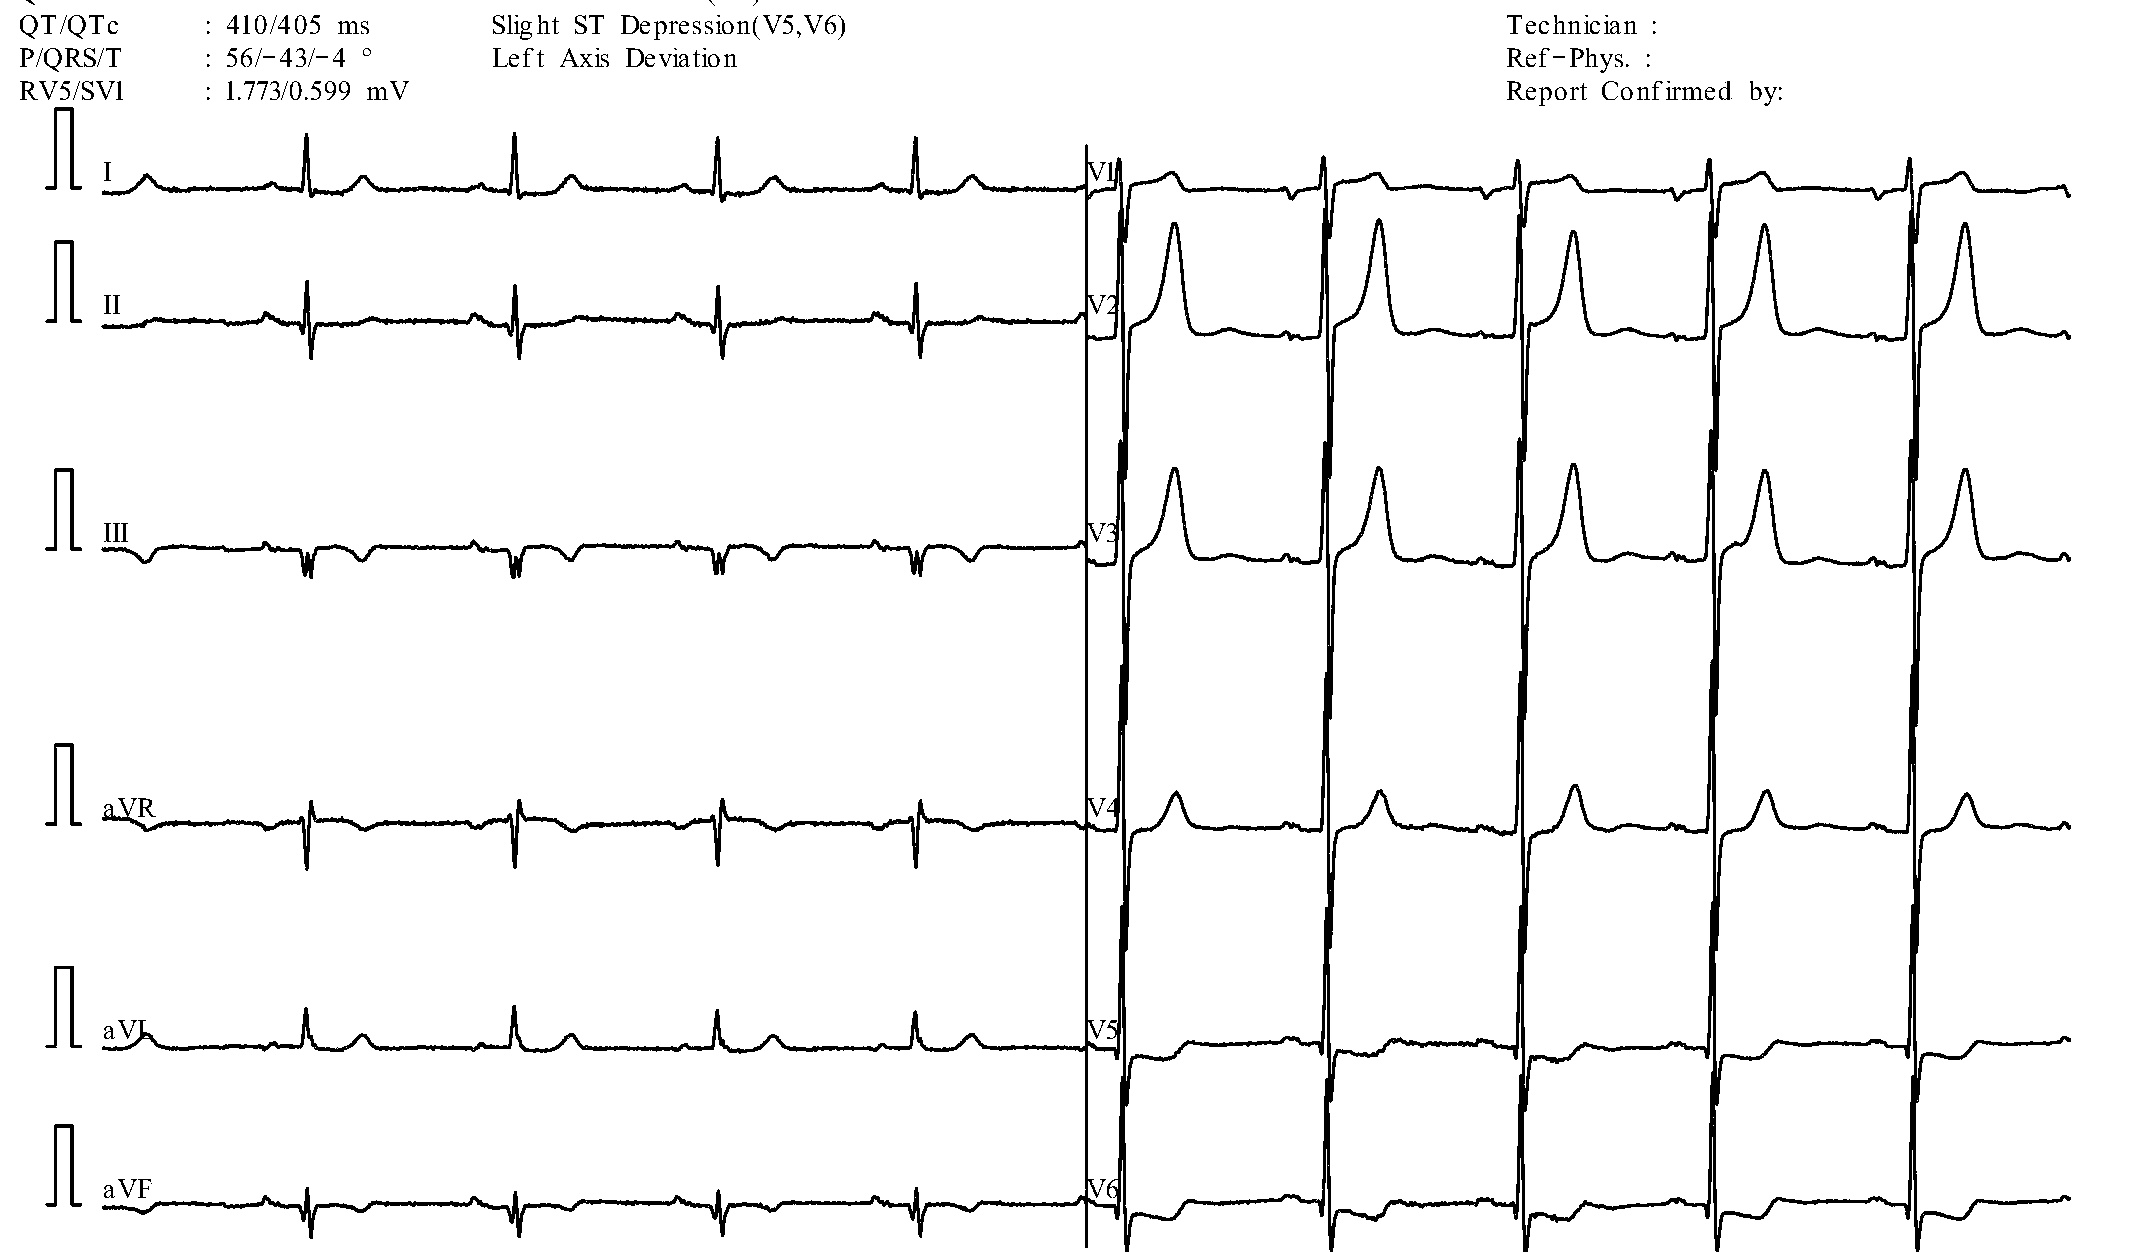 QT/QTc : 410/405 ms
P/QRS/T : 56/-43/-4 °
RV5/SV1 : 1.773/0.599 mV
Slight ST Depression(V5,V6)
Left Axis Deviation
Technician :
Ref-Phys. :
Report Confirmed by:
I
II
III
aVR
aVL
aVF
V1
V2
V3
V4
V5
V6